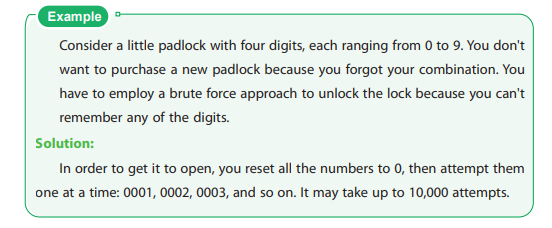 Example
Consider a little padlock with four digits, each ranging from 0 to 9. You don't
want to purchase a new padlock because you forgot your combination. You
have to employ a brute force approach to unlock the lock because you can't
remember any of the digits.
Solution:
In order to get it to open, you reset all the numbers to 0, then attempt them
one at a time: 0001, 0002, 0003, and so on. It may take up to 10,000 attempts.